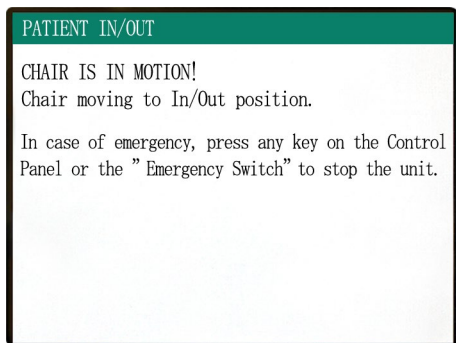 PATIENT IN/OUT
CHAIR IS IN MOTION!
Chair moving to In/Out position.
In case of emergency, press any key on the Control
Panel or the ” Emergency Switch” to stop the unit.